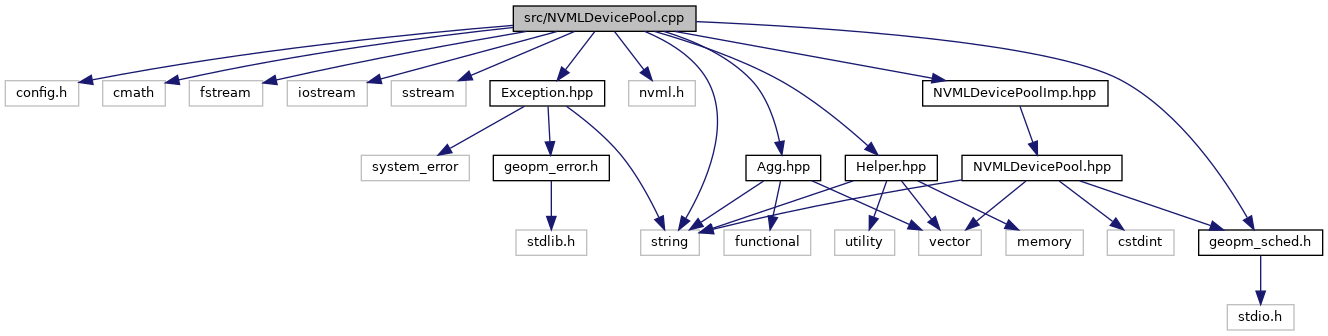 src/NVMLDevicePool.cpp
config.h
cmath
fstream
iostream
sstream
Exception.hpp
nvml.h
NVMLDevicePoolImp.hpp
system_error
geopm_error.h
Agg.hpp
Helper.hpp
NVMLDevicePool.hpp
stdlib.h
string
functional
utility
vector
memory
cstdint
geopm_sched.h
stdio.h